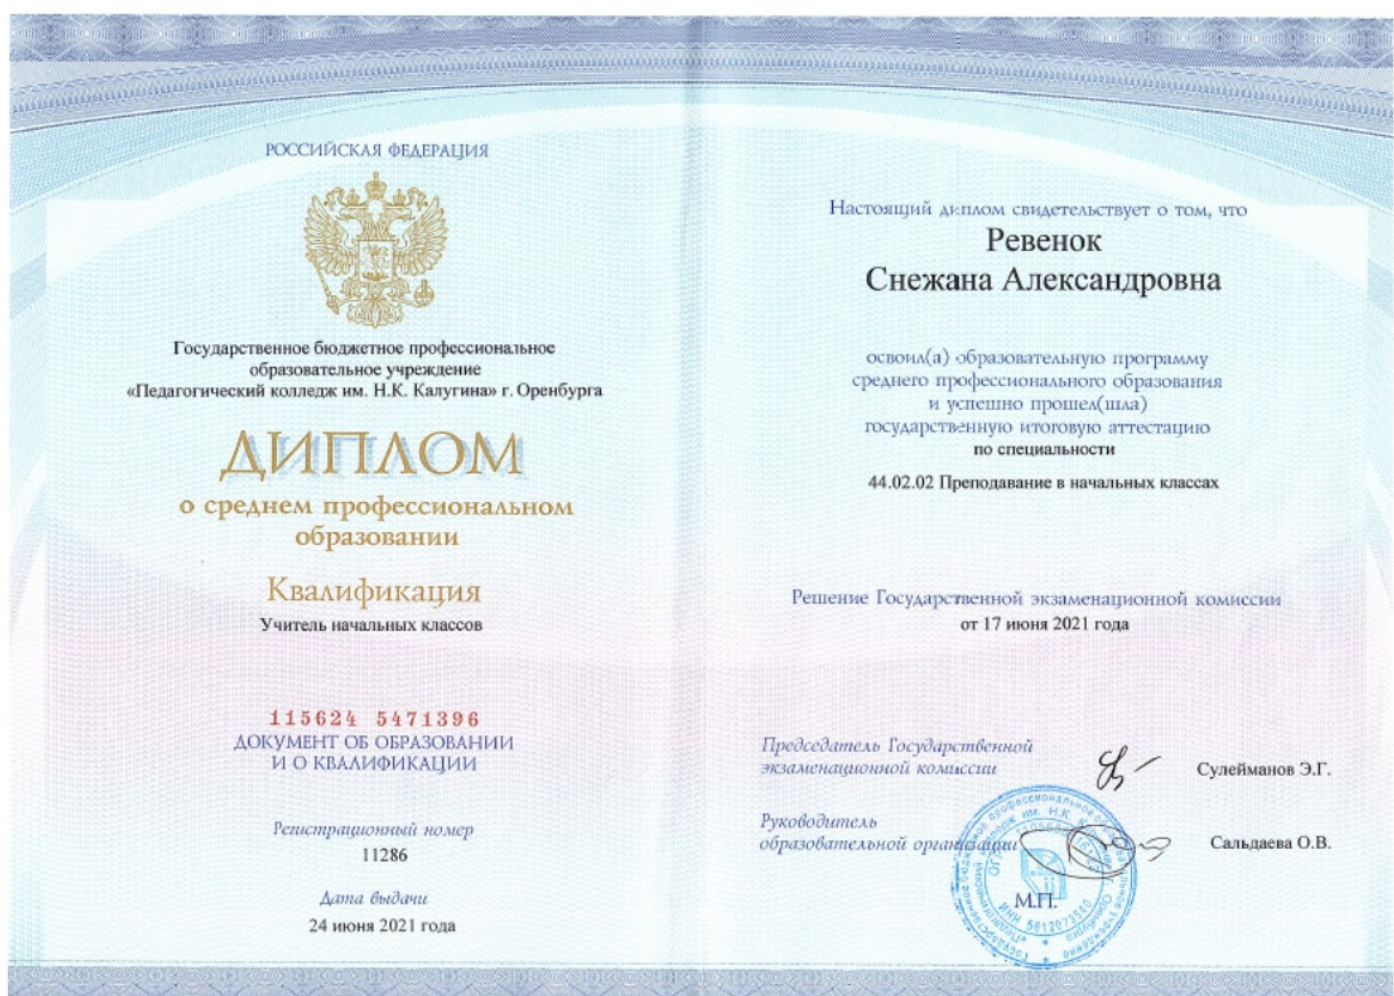 РОССИЙСКАЯ ФЕДЕРАЦИЯ
Государственное бюджетное профессиональное
образовательное учреждение
«Педагогический колледж им. Н.К. Калугина» г. Оренбурга
ДИПЛОМ
о среднем профессиональном
образовании
Квалификация
Учитель начальных классов
115624 5471396
ДОКУМЕНТ ОБ ОБРАЗОВАНИИ
И О КВАЛИФИКАЦИИ
Регистрационный номер
11286
Дата выдачи
24 июня 2021 года
Настоящий диплом свидетельствует о том, что
Ревенок
Снежана Александровна
освоил(а) образовательную программу
среднего профессионального образования
и успешно прошел(шла)
государственную итоговую аттестацию
по специальности
44.02.02 Преподавание в начальных классах
Решение Государственной экзаменационной комиссии
от 17 июня 2021 года
Председатель Государственной
экзаменационной комиссии
Сулейманов Э.Г.
Руководитель
образовательной организации
Сальдаева О.В.
М.П.